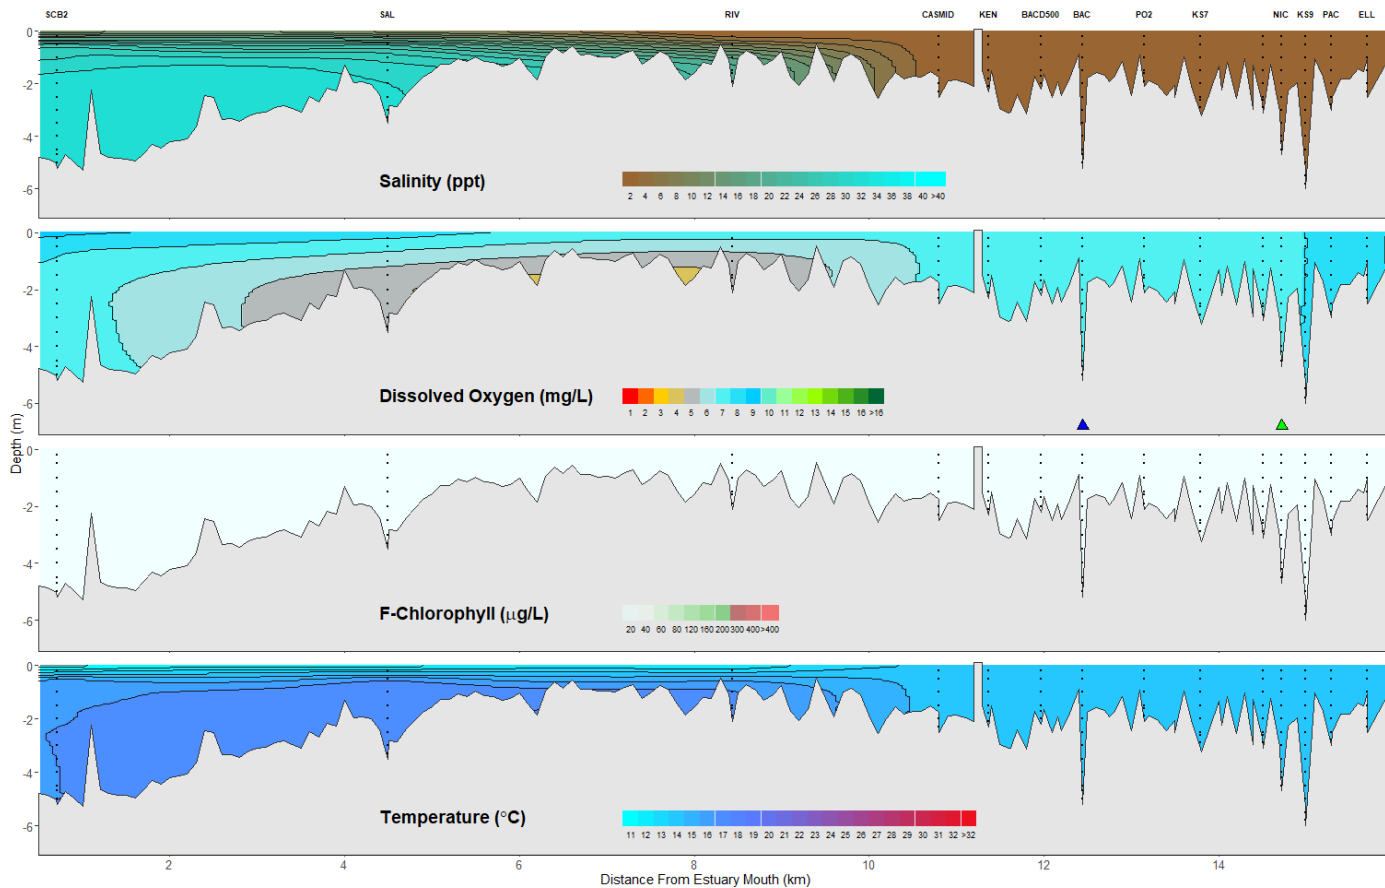 SCB2 SAL RIV CASMID KEN BACD500 BAC PO2 KS7 NIC KS9 PAC ELL
0
-2
-4
-6
Salinity (ppt)
2 4 6 8 10 12 14 16 18 20 22 24 26 28 30 32 34 36 38 40 >40
0
-2
-4
-6
Dissolved Oxygen (mg/L)
1 2 3 4 5 6 7 8 9 10 11 12 13 14 15 16 >16
Depth (m)
0
-2
-4
-6
F-Chlorophyll (μg/L)
20 40 60 80 120 160 200 300 400 >400
0
-2
-4
-6
Temperature (°C)
11 12 13 14 15 16 17 18 19 20 21 22 23 24 25 26 27 28 29 30 31 32 >32
2 4 6 8 10 12 14
Distance From Estuary Mouth (km)